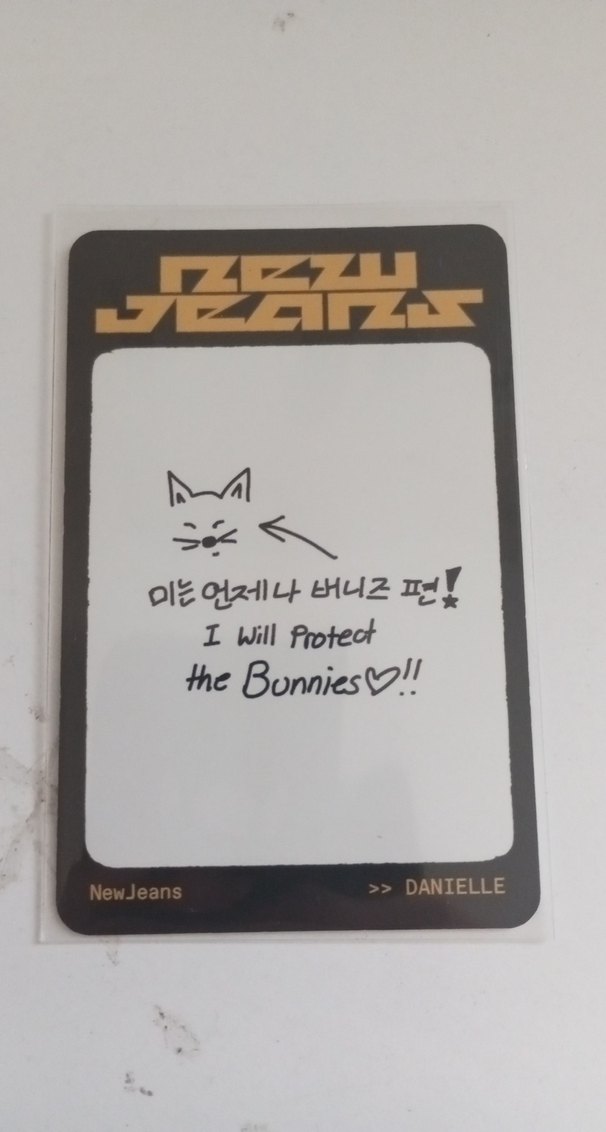 NEW
JEANS
미는 언제나 버니즈 편!
I Will Protect
the Bunnies♡!!
NewJeans
>> DANIELLE